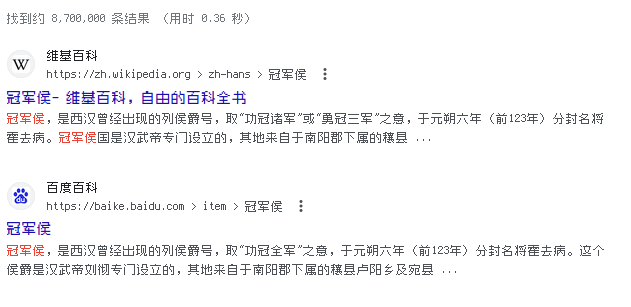 找到约 8,700,000 条结果 （用时 0.36 秒）
维基百科
https://zh.wikipedia.org › zh-hans › 冠军侯
冠军侯- 维基百科，自由的百科全书
冠军侯，是西汉曾经出现的列侯爵号，取“功冠诸军”或“勇冠三军”之意，于元朔六年（前123年）分封名将
霍去病。冠军侯国是汉武帝专门设立的，其地来自于南阳郡下属的穰县 ...
百度百科
https://baike.baidu.com › item › 冠军侯
冠军侯
冠军侯，是西汉曾经出现的列侯爵号，取“功冠全军”之意，于元朔六年（前123年）分封名将霍去病。这个
侯爵是汉武帝刘彻专门设立的，其地来自于南阳郡下属的穰县卢阳乡及宛县 ...